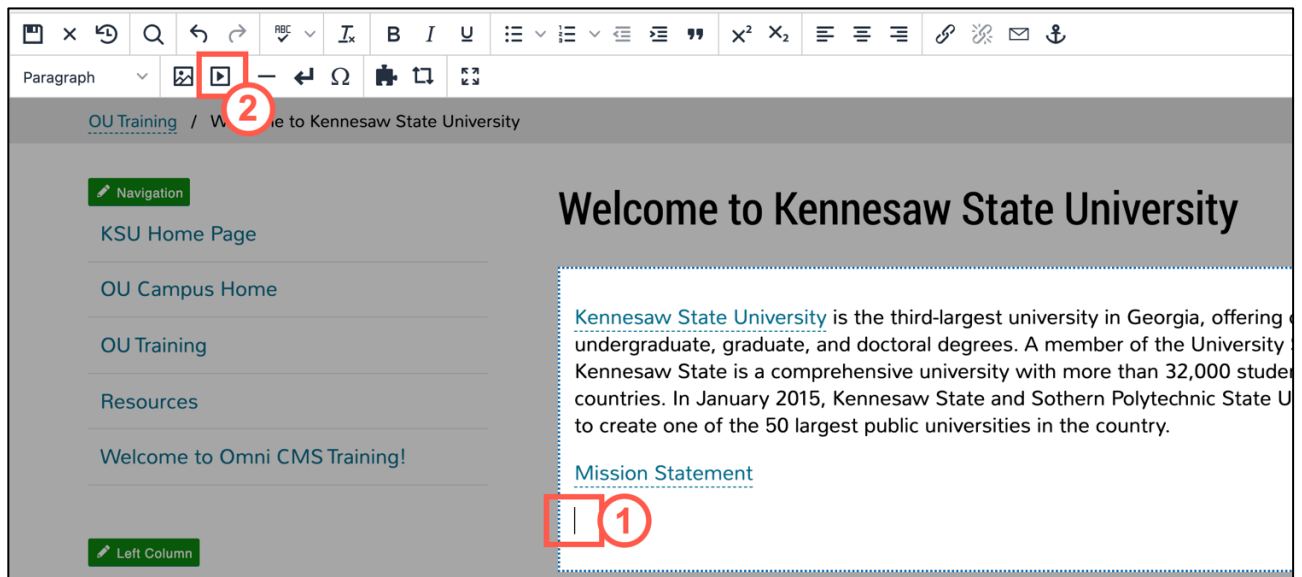 ABC
Tx
B I U
X² X₂
Paragraph
Ω
2
OU Training / W e to Kennesaw State University
Navigation
KSU Home Page
OU Campus Home
OU Training
Resources
Welcome to Omni CMS Training!
Left Column
Welcome to Kennesaw State University
Kennesaw State University is the third-largest university in Georgia, offering
undergraduate, graduate, and doctoral degrees. A member of the University
Kennesaw State is a comprehensive university with more than 32,000
countries. In January 2015, Kennesaw State and Sothern Polytechnic State U
to create one of the 50 largest public universities in the country.
Mission Statement
1